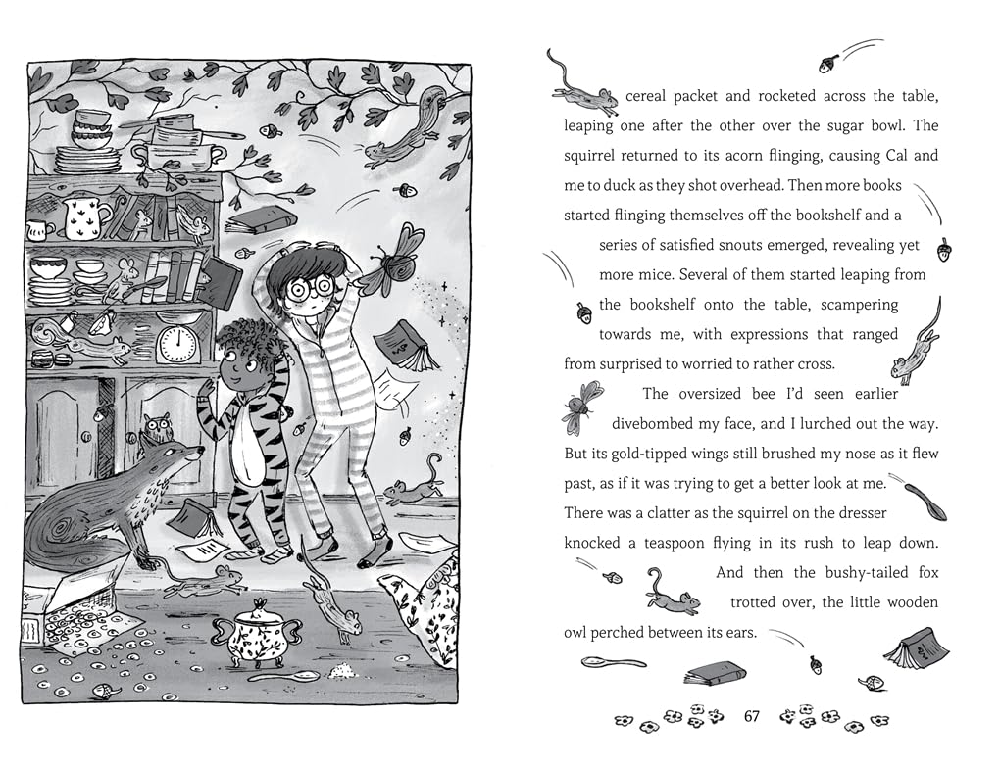 cereal packet and rocketed across the table,
leaping one after the other over the sugar bowl. The
squirrel returned to its acorn flinging, causing Cal and
me to duck as they shot overhead. Then more books
started flinging themselves off the bookshelf and a
series of satisfied snouts emerged, revealing yet
more mice. Several of them started leaping from
the bookshelf onto the table, scampering
towards me, with expressions that ranged
from surprised to worried to rather cross.
The oversized bee I’d seen earlier
divebombed my face, and I lurched out the way.
But its gold-tipped wings still brushed my nose as it flew
past, as if it was trying to get a better look at me.
There was a clatter as the squirrel on the dresser
knocked a teaspoon flying in its rush to leap down.
And then the bushy-tailed fox
trotted over, the little wooden
owl perched between its ears.
67